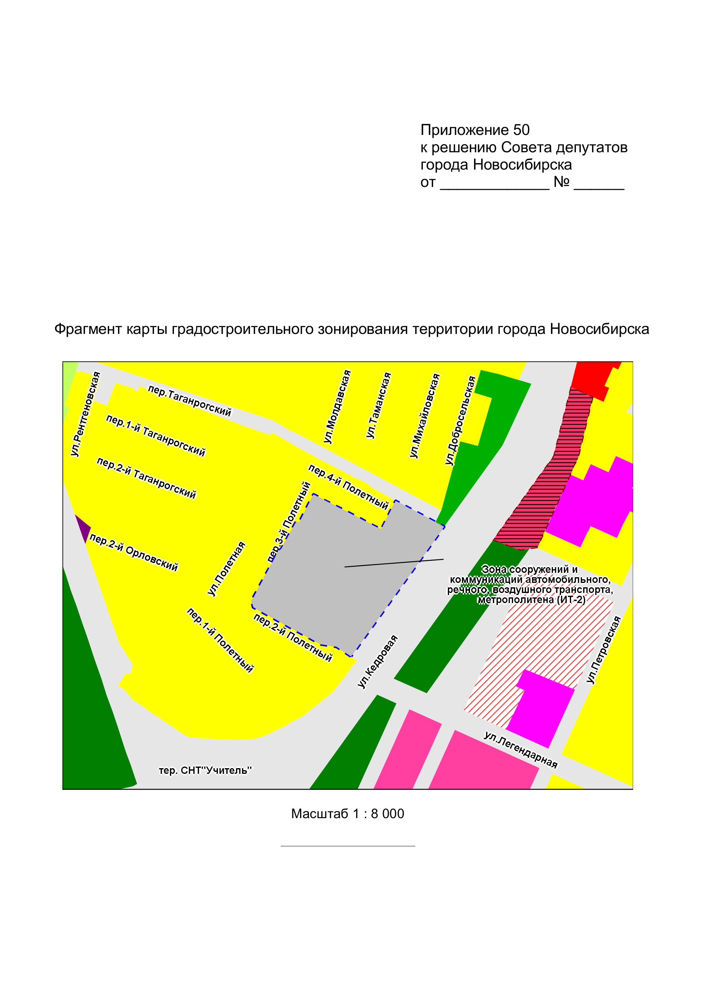 Приложение 50
к решению Совета депутатов
города Новосибирска
от _____________ № ______
Фрагмент карты градостроительного зонирования территории города Новосибирска
ул.Рентгеновская
пер.Таганрогский
пер.1-й Таганрогский
пер.2-й Таганрогский
ул.Молдавская
ул.Таманская
ул.Михайловская
ул.Добросельская
пер.4-й Полетный
пер.3-й Полетный
пер.2-й Орловский
ул.Полетная
Зона сооружений и
коммуникаций автомобильного,
речного, воздушного транспорта,
метрополитена (ИТ-2)
пер.1-й Полетный
пер.2-й Полетный
ул.Кедровая
ул.Петровская
ул.Легендарная
тер. СНТ"Учитель"
Масштаб 1 : 8 000